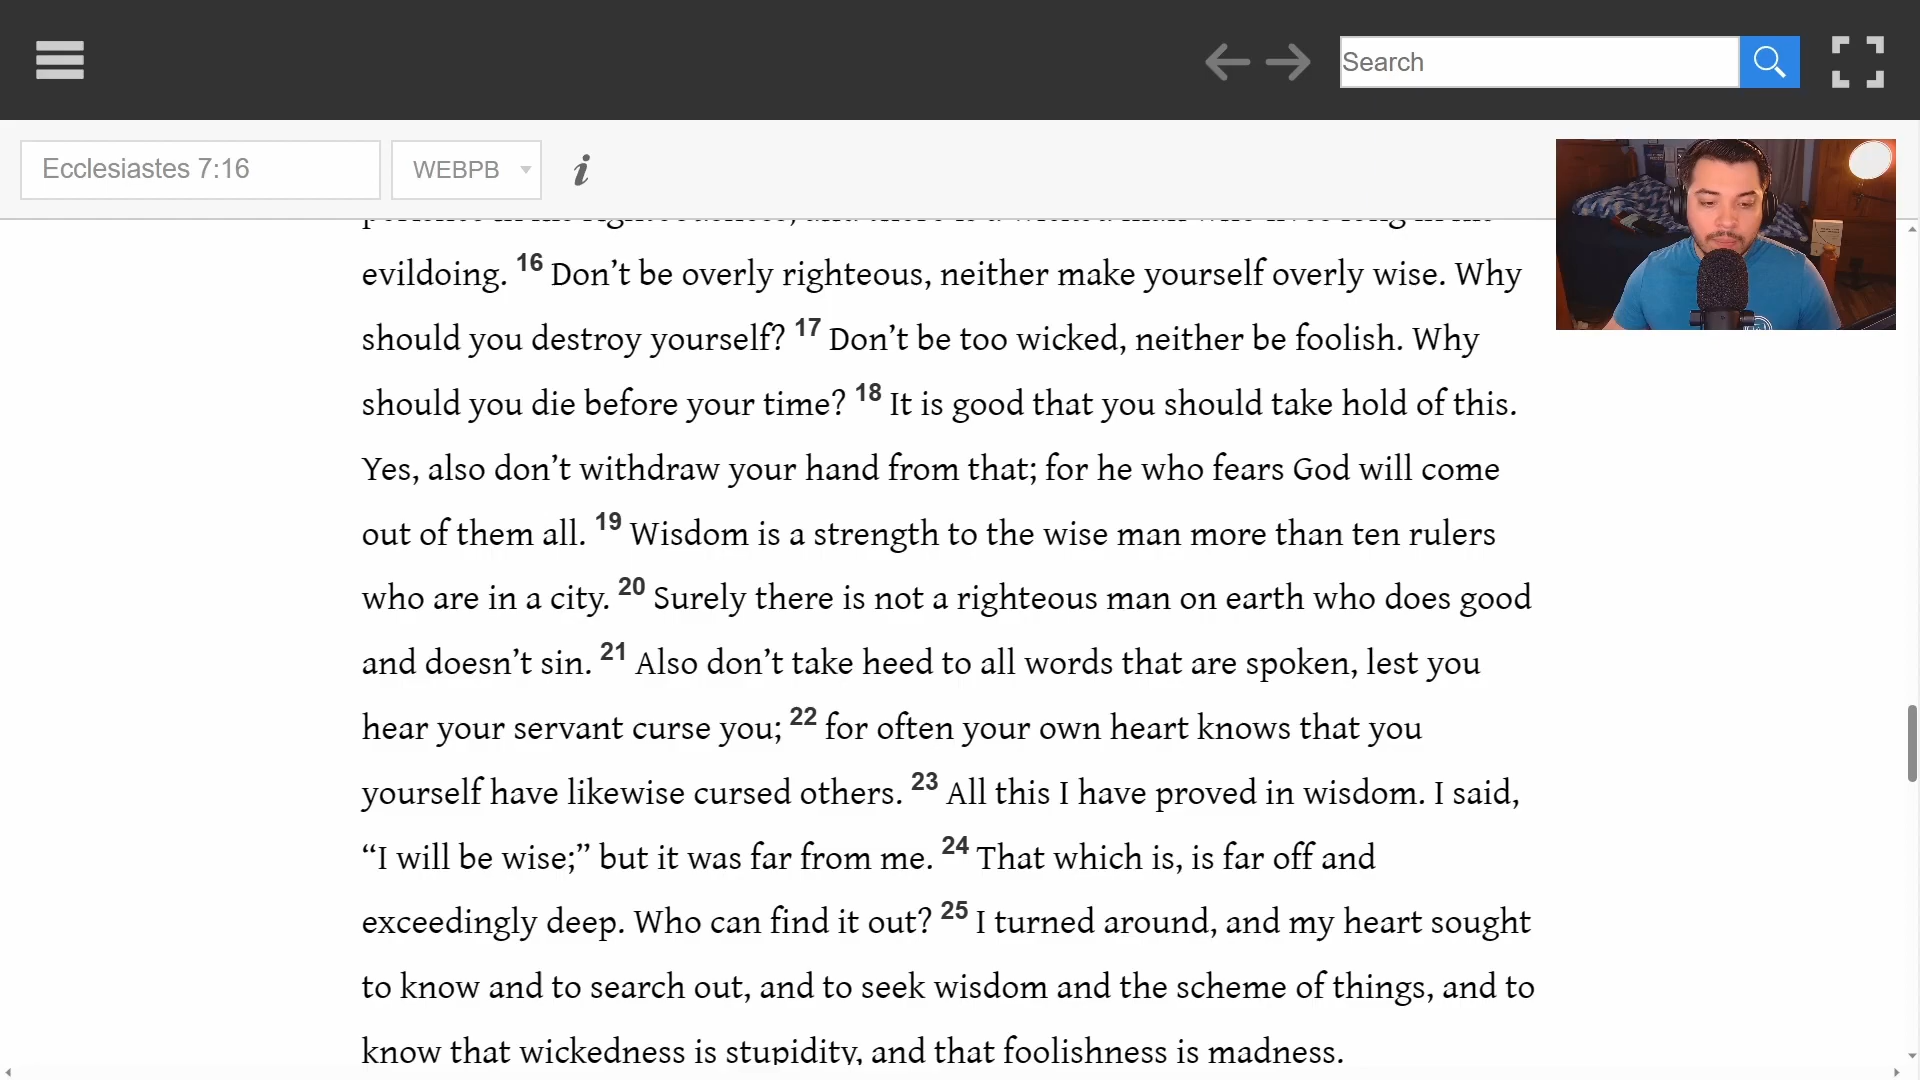 Search
Ecclesiastes 7:16
WEBPB
i
evildoing. 16 Don’t be overly righteous, neither make yourself overly wise. Why
should you destroy yourself? 17 Don’t be too wicked, neither be foolish. Why
should you die before your time? 18 It is good that you should take hold of this.
Yes, also don’t withdraw your hand from that; for he who fears God will come
out of them all. 19 Wisdom is a strength to the wise man more than ten rulers
who are in a city. 20 Surely there is not a righteous man on earth who does good
and doesn’t sin. 21 Also don’t take heed to all words that are spoken, lest you
hear your servant curse you; 22 for often your own heart knows that you
yourself have likewise cursed others. 23 All this I have proved in wisdom. I said,
“I will be wise;” but it was far from me. 24 That which is, is far off and
exceedingly deep. Who can find it out? 25 I turned around, and my heart sought
to know and to search out, and to seek wisdom and the scheme of things, and to
know that wickedness is stupidity, and that foolishness is madness.